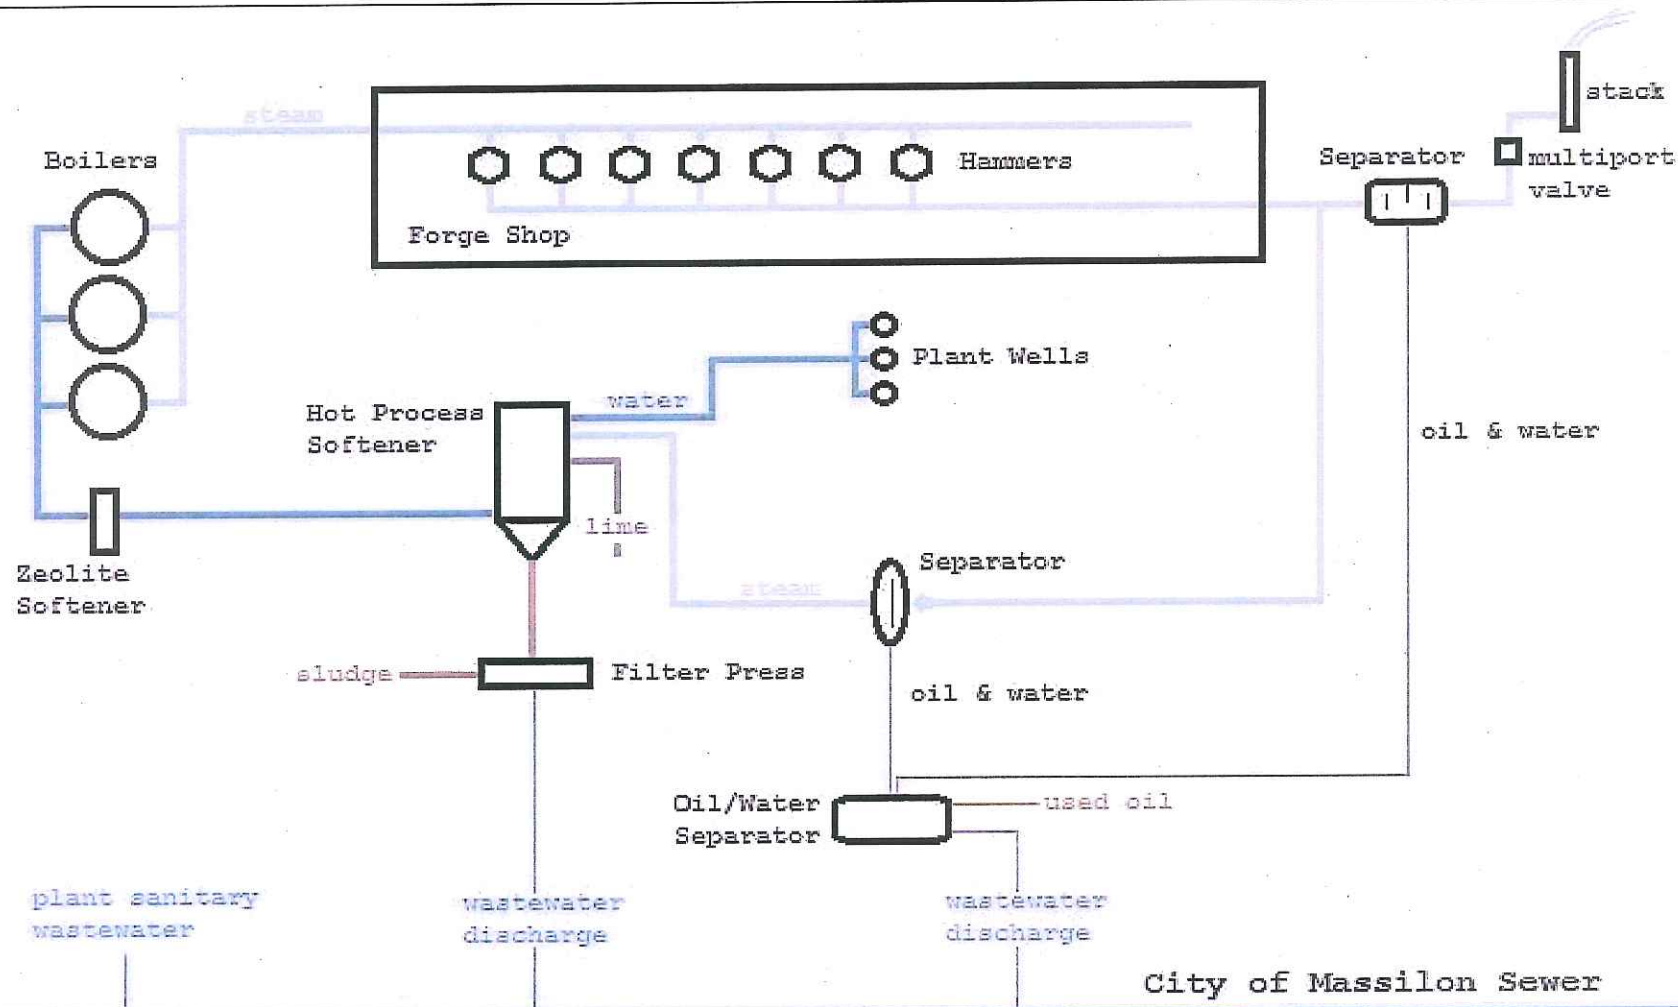 stack
steam
Boilers
Hammers
Separator
multiport
valve
Forge Shop
Plant Wells
water
Hot Process
Softener
oil & water
lime
Separator
Zeolite
Softener
steam
sludge
Filter Press
oil & water
Oil/Water
Separator
used oil
plant sanitary
wastewater
wastewater
discharge
wastewater
discharge
City of Massilon Sewer